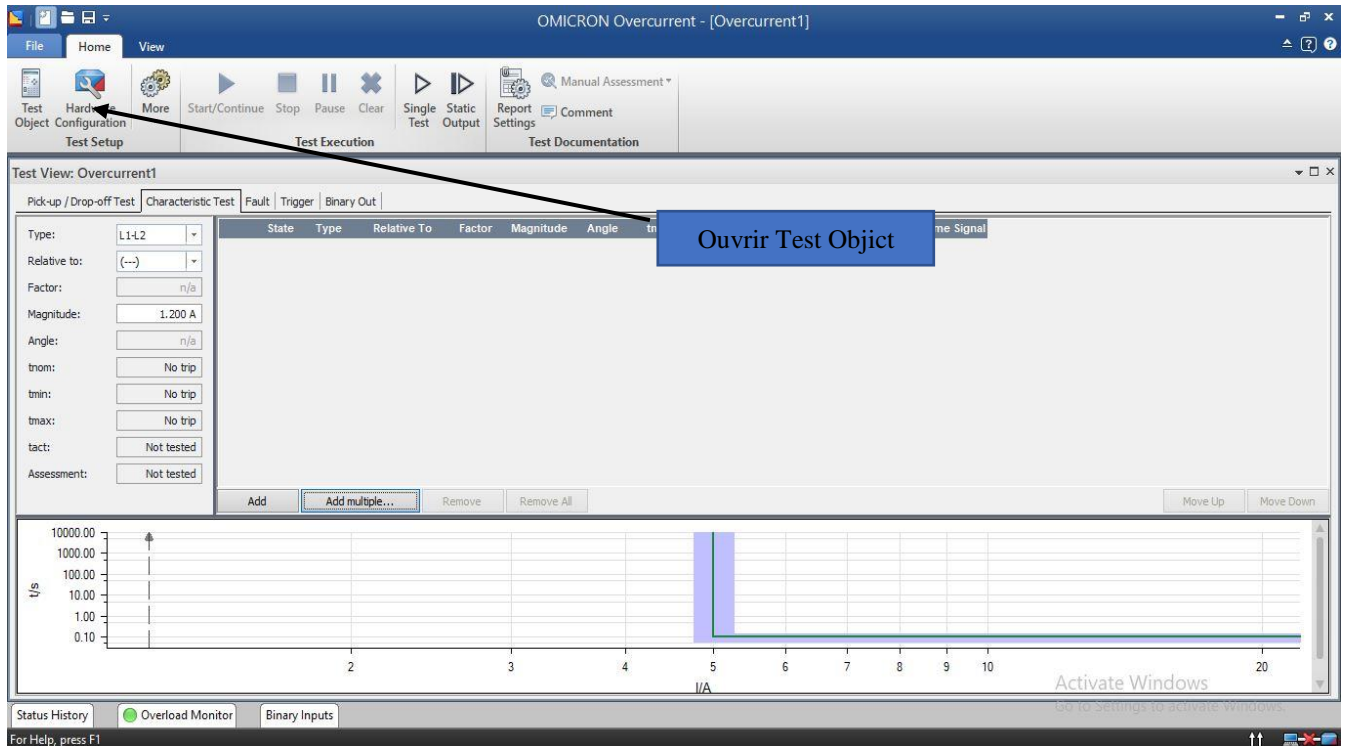 OMICRON Overcurrent - [Overcurrent1]
File Home View
Test Object
Hardware Configuration
More
Start/Continue Stop Pause Clear
Single Test
Static Output
Report Settings
Manual Assessment
Comment
Test Setup Test Execution Test Documentation
Test View: Overcurrent1
Pick-up / Drop-off Test Characteristic Test Fault Trigger Binary Out
State Type Relative To Factor Magnitude Angle
Signal
Ouvrir Test Objict
Type: L1-L2
Relative to: (---)
Factor: n/a
Magnitude: 1.200 A
Angle: n/a
tnom: No trip
tmin: No trip
tmax: No trip
tact: Not tested
Assessment: Not tested
Add Add multiple... Remove Remove All Move Up Move Down
10000.00
1000.00
100.00
10.00
1.00
0.10
t/s
2 3 4 5 6 7 8 9 10 20
I/A
Activate Windows
Go to Settings to activate Windows.
Status History Overload Monitor Binary Inputs
For Help, press F1